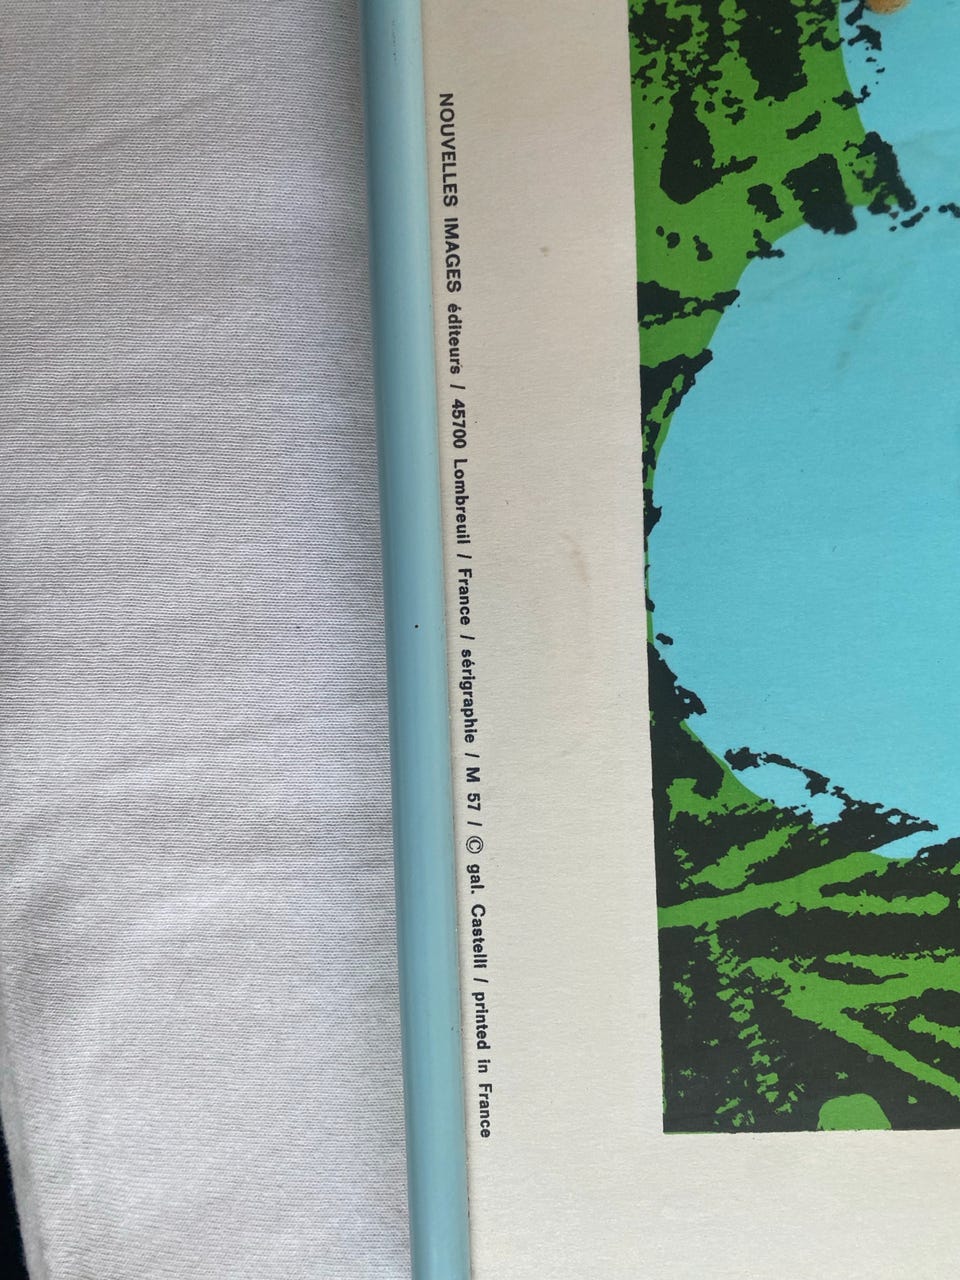 NOUVELLES IMAGES éditeurs / 45700 Lombreuil / France / sérigraphie / M 57 / © gal. Castelli / printed in France